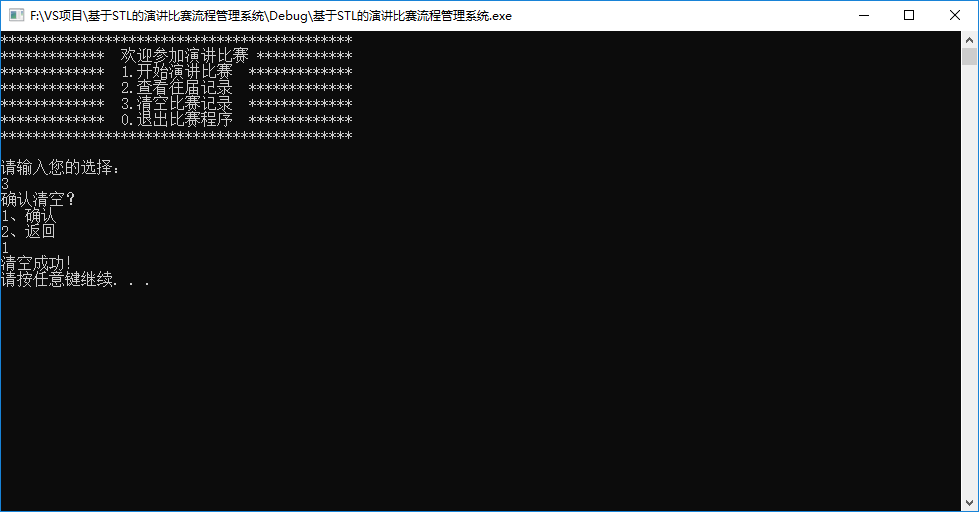 F:\VS项目\基于STL的演讲比赛流程管理系统\Debug\基于STL的演讲比赛流程管理系统.exe
********************************************
*************  欢迎参加演讲比赛 ************
*************  1.开始演讲比赛  *************
*************  2.查看往届记录  *************
*************  3.清空比赛记录  *************
*************  0.退出比赛程序  *************
********************************************
请输入您的选择：
3
确认清空？
1、确认
2、返回
1
清空成功！
请按任意键继续. . .